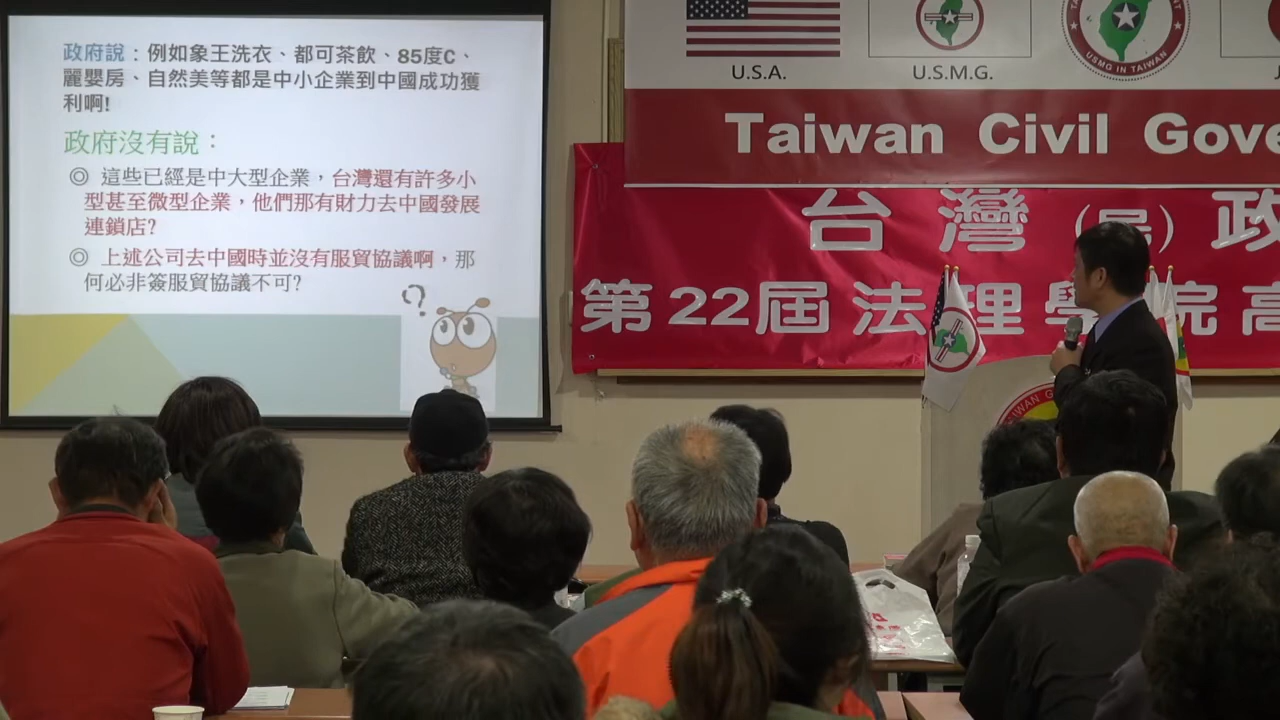 政府說：例如象王洗衣、都可茶飲、85度C、
麗嬰房、自然美等都是中小企業到中國成功獲
利啊!
政府沒有說：
◎ 這些已經是中大型企業，台灣還有許多小
型甚至微型企業，他們那有財力去中國發展
連鎖店?
◎ 上述公司去中國時並沒有服貿協議啊，那
何必非簽服貿協議不可?
?
U.S.A.
U.S.M.G.
USMG IN TAIWAN
Taiwan Civil Gove
台灣（民）政
第22屆法理學院高